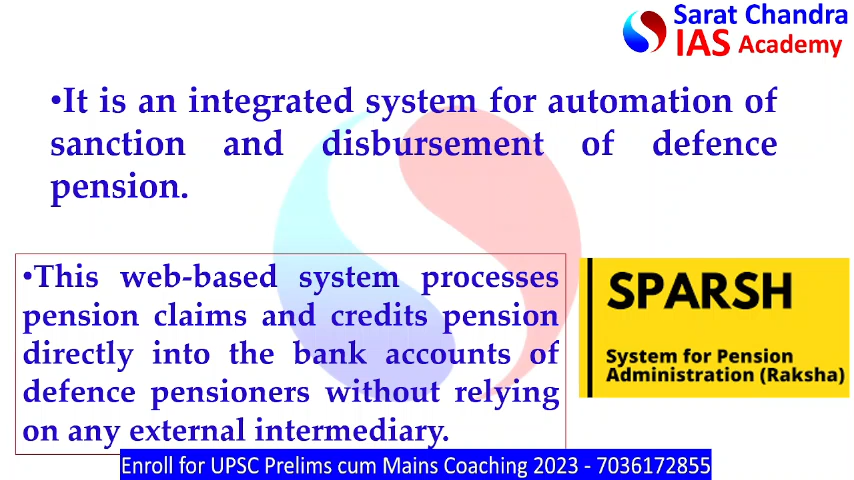 Sarat Chandra
IAS Academy
•It is an integrated system for automation of
sanction and disbursement of defence
pension.
•This web-based system processes
pension claims and credits pension
directly into the bank accounts of
defence pensioners without relying
on any external intermediary.
SPARSH
System for Pension
Administration (Raksha)
Enroll for UPSC Prelims cum Mains Coaching 2023 - 7036172855